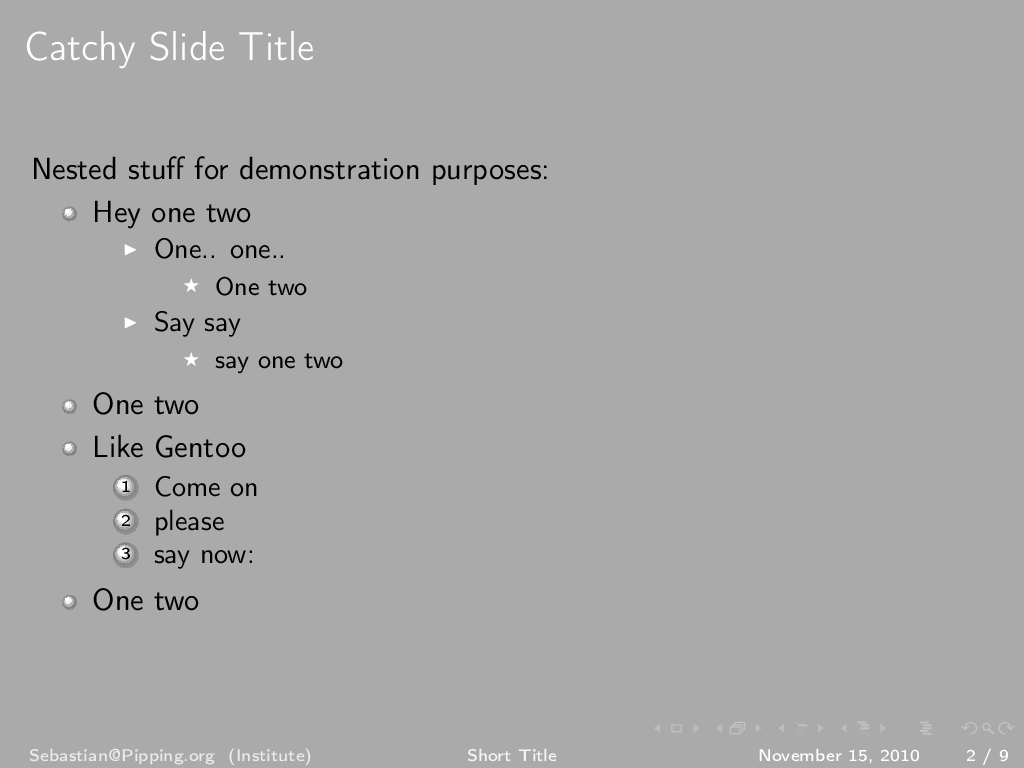 Catchy Slide Title
Nested stuff for demonstration purposes:
Hey one two
One.. one..
One two
Say say
say one two
One two
Like Gentoo
1 Come on
2 please
3 say now:
One two
Sebastian@Pipping.org (Institute) Short Title November 15, 2010 2 / 9